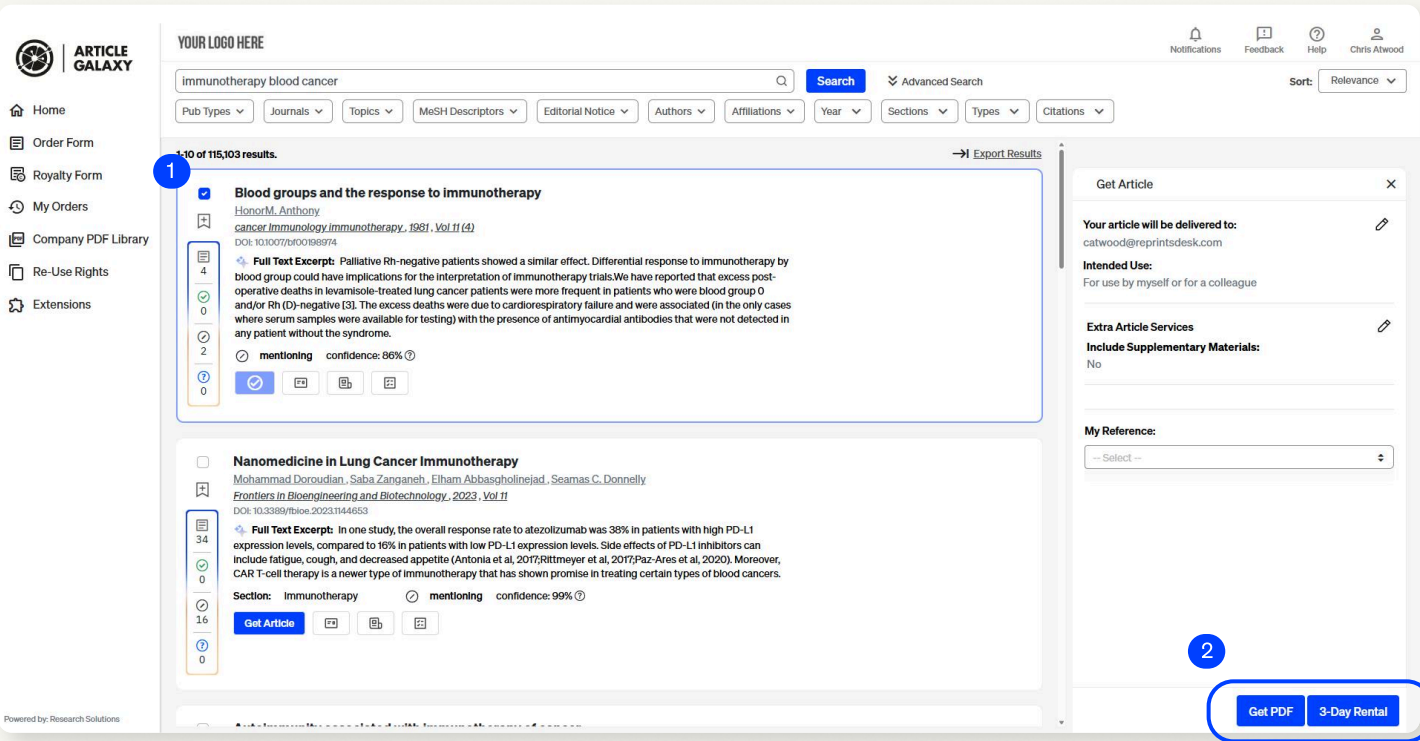 ARTICLE
GALAXY
Home
Order Form
Royalty Form
My Orders
Company PDF Library
Re-Use Rights
Extensions
Powered by: Research Solutions
YOUR LOGO HERE
Notifications
Feedback
Help
Chris Atwood
immunotherapy blood cancer
Search
Advanced Search
Sort:
Relevance
Pub Types
Journals
Topics
MeSH Descriptors
Editorial Notice
Authors
Affiliations
Year
Sections
Types
Citations
1-10 of 115,103 results.
Export Results
1
Blood groups and the response to immunotherapy
HonorM. Anthony
cancer Immunology immunotherapy , 1981 , Vol 11 (4)
DOI: 10.1007/bf00198974
Full Text Excerpt: Palliative Rh-negative patients showed a similar effect. Differential response to immunotherapy by
blood group could have implications for the interpretation of immunotherapy trials.We have reported that excess post-
operative deaths in levamisole-treated lung cancer patients were more frequent in patients who were blood group 0
and/or Rh (D)-negative [3]. The excess deaths were due to cardiorespiratory failure and were associated (in the only cases
where serum samples were available for testing) with the presence of antimyocardial antibodies that were not detected in
any patient without the syndrome.
4
0
2
0
mentioning confidence: 86%
Nanomedicine in Lung Cancer Immunotherapy
Mohammad Doroudian , Saba Zanganeh , Elham Abbasgholinejad , Seamas C. Donnelly
Frontiers in Bioengineering and Biotechnology , 2023 , Vol 11
DOI: 10.3389/fbioe.2023.1144653
Full Text Excerpt: In one study, the overall response rate to atezolizumab was 38% in patients with high PD-L1
expression levels, compared to 16% in patients with low PD-L1 expression levels. Side effects of PD-L1 inhibitors can
include fatigue, cough, and decreased appetite (Antonia et al, 2017;Rittmeyer et al, 2017;Paz-Ares et al, 2020). Moreover,
CAR T-cell therapy is a newer type of immunotherapy that has shown promise in treating certain types of blood cancers.
34
0
16
0
Section: Immunotherapy mentioning confidence: 99%
Get Article
Autoimmunity associated with immunotherapy of cancer
Get Article
Your article will be delivered to:
catwood@reprintsdesk.com
Intended Use:
For use by myself or for a colleague
Extra Article Services
Include Supplementary Materials:
No
My Reference:
-- Select --
2
Get PDF
3-Day Rental